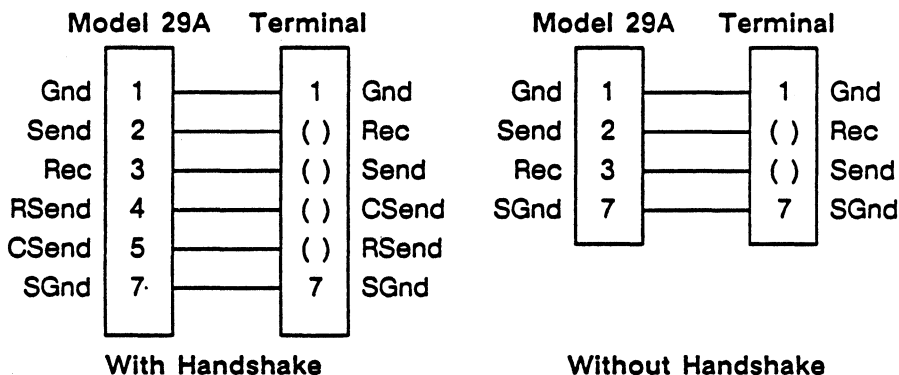 Model 29A Terminal Model 29A Terminal
Gnd 1 1 Gnd Gnd 1 1 Gnd
Send 2 ( ) Rec Send 2 ( ) Rec
Rec 3 ( ) Send Rec 3 ( ) Send
RSend 4 ( ) CSend SGnd 7 7 SGnd
CSend 5 ( ) RSend
SGnd 7 7 SGnd
With Handshake Without Handshake